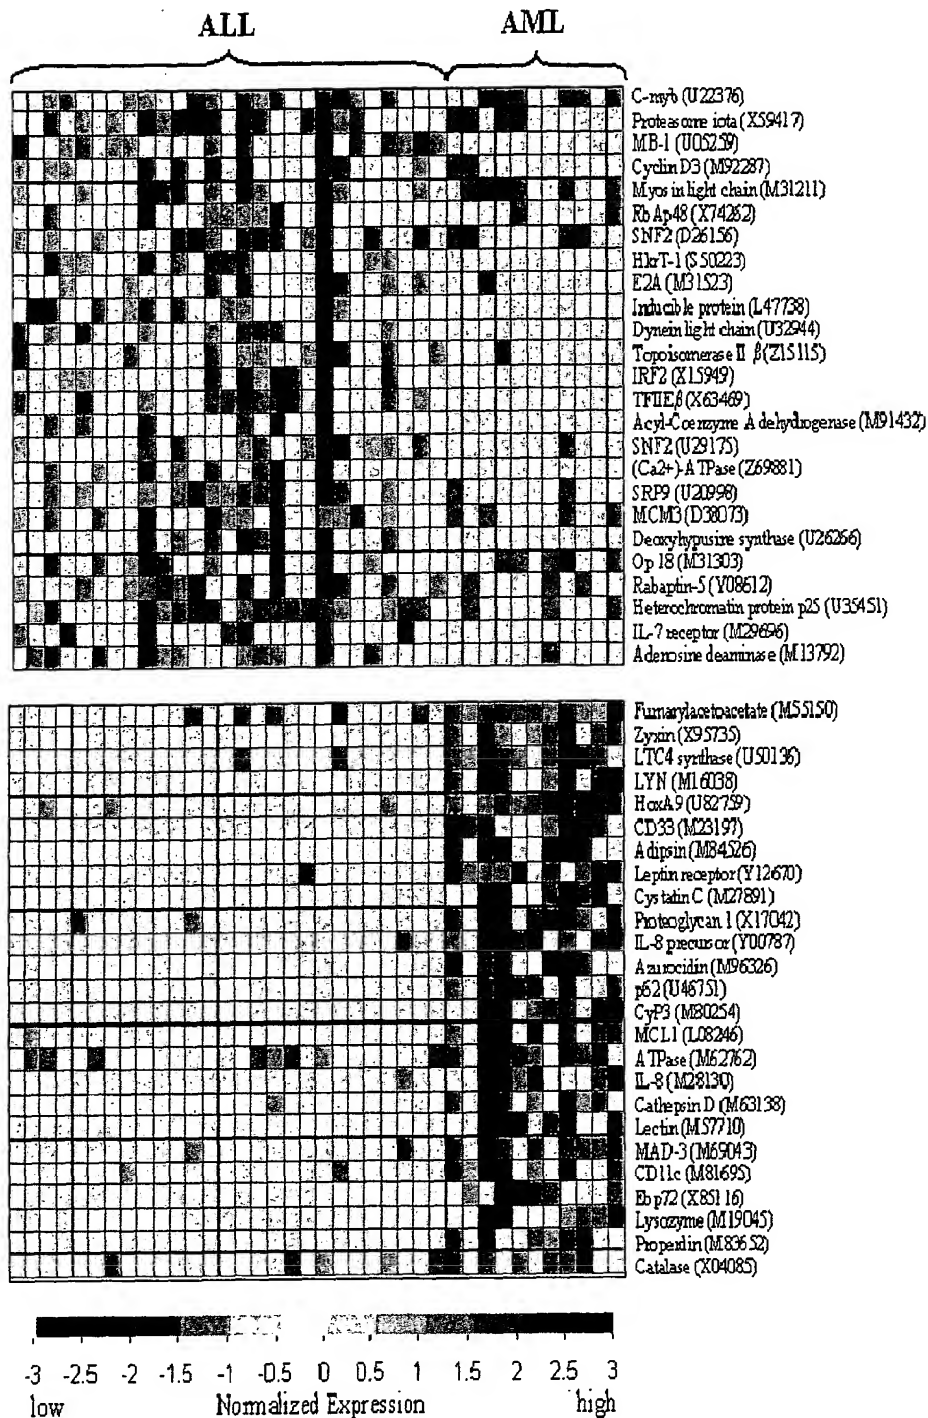 ALL
AML
C-myb (U22376)
Proteasome iota (X59417)
MB-1 (U05259)
Cyclin D3 (M92287)
Myosin light chain (M31211)
RbAp48 (X74262)
SNF2 (D26156)
HkrT-1 (S50223)
E2A (M31523)
Inducible protein (L47738)
Dynein light chain (U32944)
Topoisomerase II β (Z15115)
IRF2 (X15949)
TFIIEβ (X63469)
Acyl-Coenzyme A dehydrogenase (M91432)
SNF2 (U29175)
(Ca2+)-ATPase (Z69881)
SRP9 (U20998)
MCM3 (D38073)
Deoxyhypusine synthase (U26266)
Op 18 (M31303)
Rabaptin-5 (Y08612)
Heterochromatin protein p25 (U35451)
IL-7 receptor (M29696)
Adenosine deaminase (M13792)
Fumarylacetoacetate (M55150)
Zyxin (X95735)
LTC4 synthase (U50136)
LYN (M16038)
HoxA9 (U82759)
CD33 (M23197)
Adipsin (M84526)
Leptin receptor (Y12670)
Cystatin C (M27891)
Proteoglycan 1 (X17042)
IL-8 precursor (Y00787)
Azurocidin (M96326)
p62 (U46751)
CyP3 (M80254)
MCL1 (L08246)
ATPase (M62762)
IL-8 (M28130)
Cathepsin D (M63138)
Lectin (M57710)
MAD-3 (M69043)
CD11c (M81695)
Ebp72 (X85116)
Lysozyme (M19045)
Properdin (M83652)
Catalase (X04085)
-3 -2.5 -2 -1.5 -1 -0.5 0 0.5 1 1.5 2 2.5 3
low Normalized Expression high